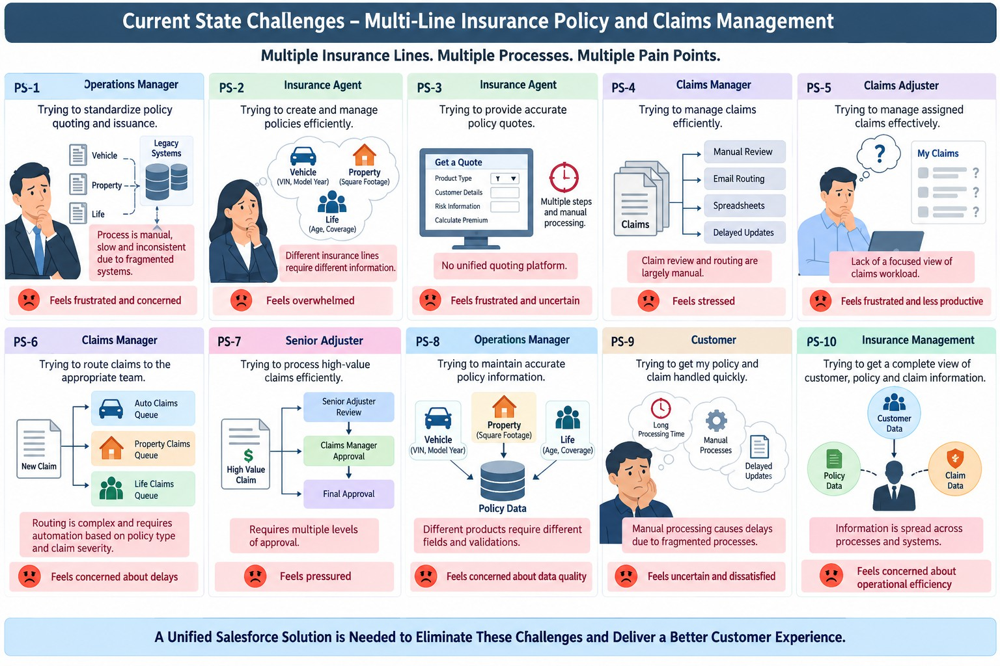 Current State Challenges – Multi-Line Insurance Policy and Claims Management
Multiple Insurance Lines. Multiple Processes. Multiple Pain Points.
PS-1
Operations Manager
Trying to standardize policy
quoting and issuance.
Vehicle
Property
Life
Legacy
Systems
Process is manual,
slow and inconsistent
due to fragmented
systems.
Feels frustrated and concerned
PS-2
Insurance Agent
Trying to create and manage
policies efficiently.
Vehicle
(VIN, Model Year)
Property
(Square Footage)
Life
(Age, Coverage)
Different insurance lines
require different information.
Feels overwhelmed
PS-3
Insurance Agent
Trying to provide accurate
policy quotes.
Get a Quote
Product Type
Customer Details
Risk Information
Calculate Premium
Multiple steps
and manual
processing.
No unified quoting platform.
Feels frustrated and uncertain
PS-4
Claims Manager
Trying to manage claims
efficiently.
Claims
Manual Review
Email Routing
Spreadsheets
Delayed Updates
Claim review and routing are
largely manual.
Feels stressed
PS-5
Claims Adjuster
Trying to manage assigned
claims effectively.
?
My Claims
?
?
?
Lack of a focused view of
claims workload.
Feels frustrated and less productive
PS-6
Claims Manager
Trying to route claims to the
appropriate team.
New Claim
Auto Claims
Queue
Property Claims
Queue
Life Claims
Queue
Routing is complex and requires
automation based on policy type
and claim severity.
Feels concerned about delays
PS-7
Senior Adjuster
Trying to process high-value
claims efficiently.
$
High Value
Claim
Senior Adjuster
Review
Claims Manager
Approval
Final Approval
Requires multiple levels
of approval.
Feels pressured
PS-8
Operations Manager
Trying to maintain accurate
policy information.
Vehicle
(VIN, Model Year)
Property
(Square Footage)
Life
(Age, Coverage)
Policy Data
Different products require different
fields and validations.
Feels concerned about data quality
PS-9
Customer
Trying to get my policy and
claim handled quickly.
Long
Processing Time
Manual
Processes
Delayed
Updates
Manual processing causes delays
due to fragmented processes.
Feels uncertain and dissatisfied
PS-10
Insurance Management
Trying to get a complete view of
customer, policy and claim information.
Customer
Data
Policy
Data
Claim
Data
Information is spread across
processes and systems.
Feels concerned about
operational efficiency
A Unified Salesforce Solution is Needed to Eliminate These Challenges and Deliver a Better Customer Experience.